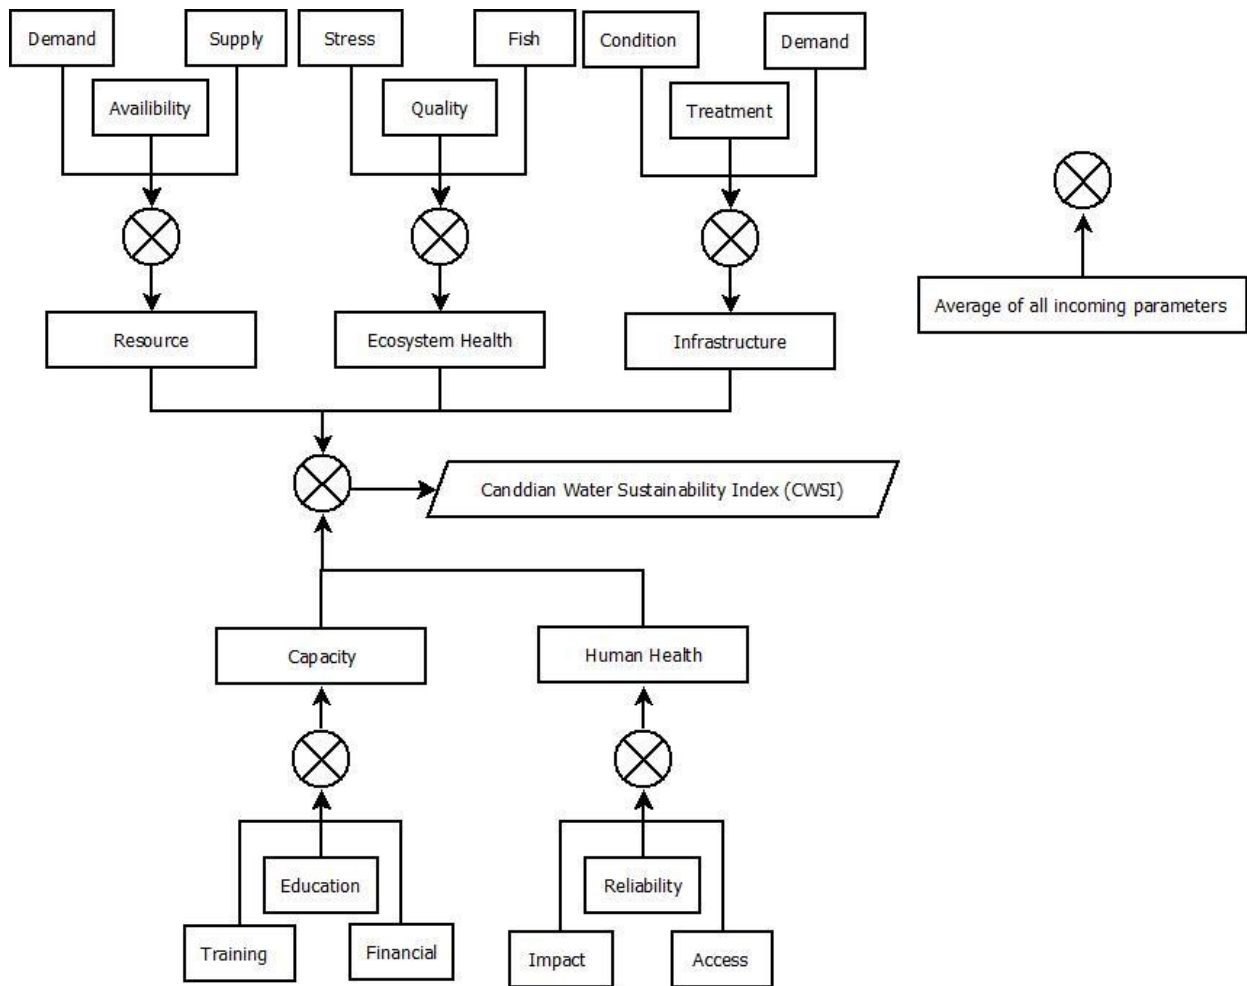 Demand
Supply
Stress
Fish
Condition
Demand
Availibility
Quality
Treatment
Average of all incoming parameters
Resource
Ecosystem Health
Infrastructure
Canddian Water Sustainability Index (CWSI)
Capacity
Human Health
Education
Reliability
Training
Financial
Impact
Access